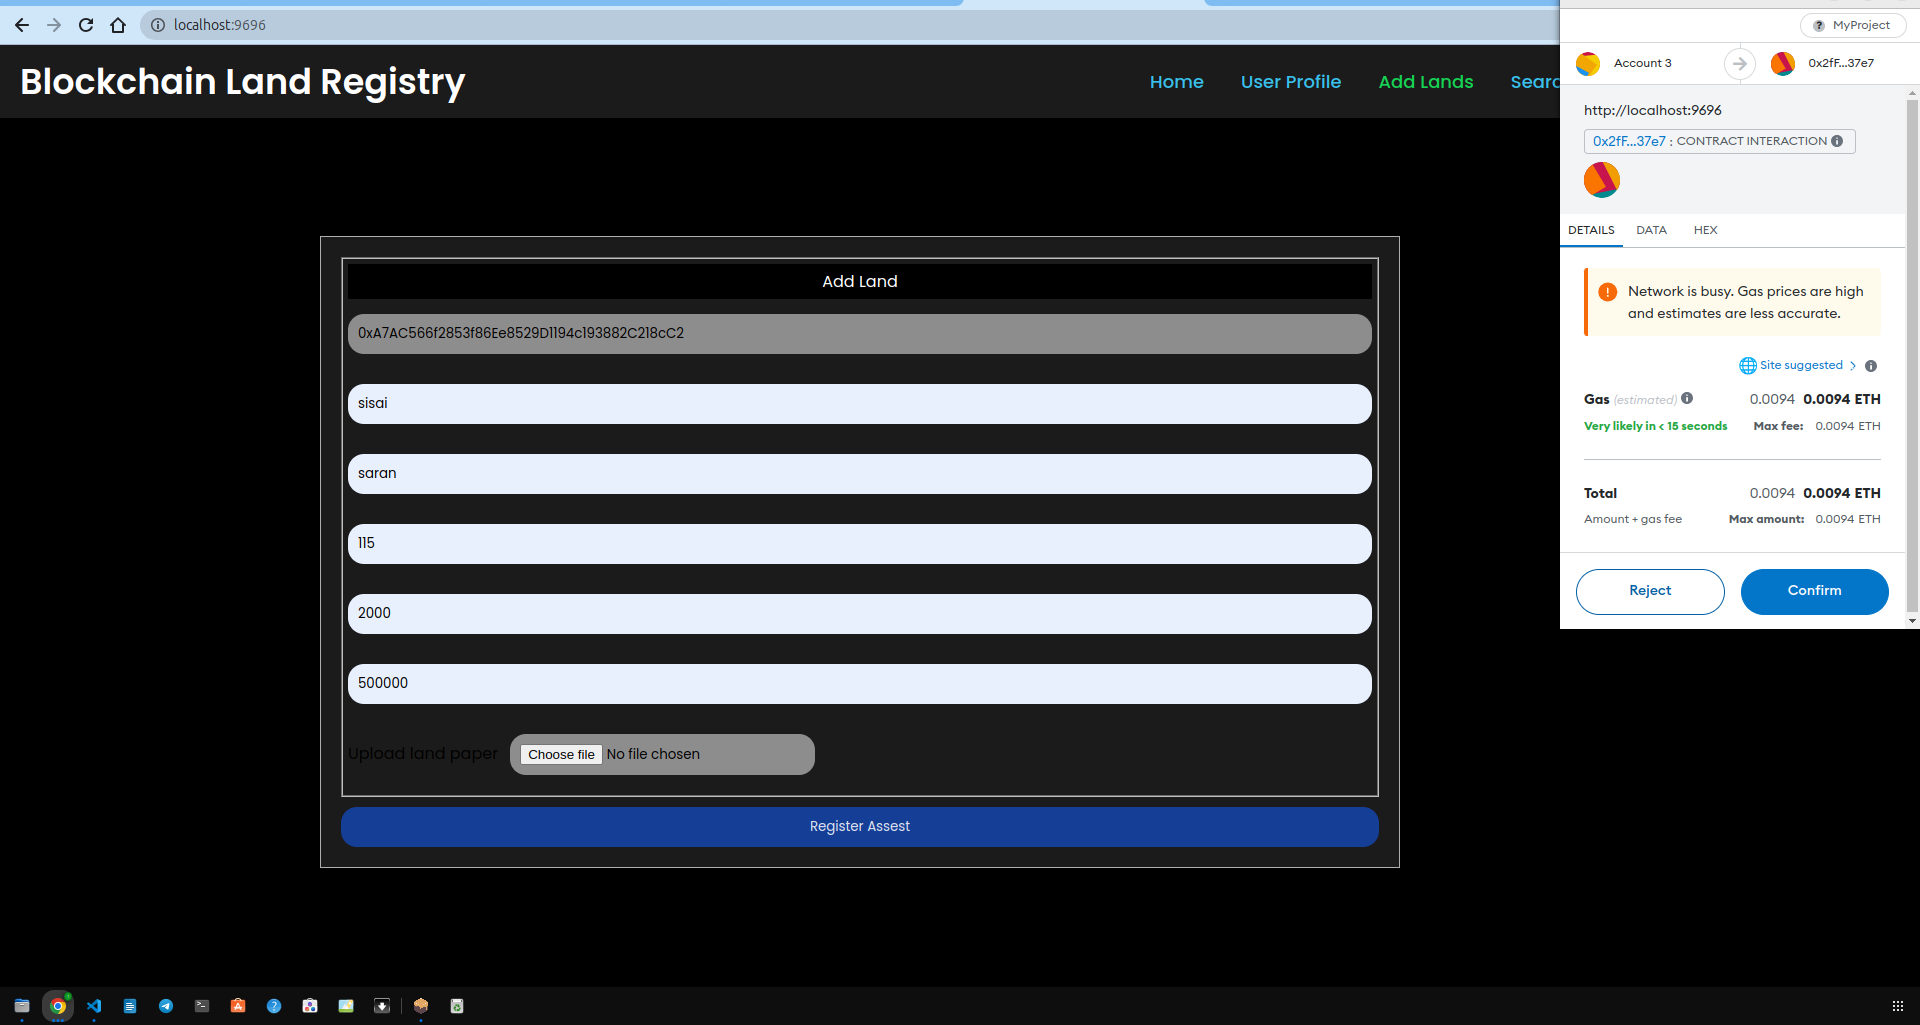 localhost:9696
Blockchain Land Registry
Home User Profile Add Lands Searc
Add Land
0xA7AC566f2853f86Ee8529D1194c193882C218cC2
sisai
saran
115
2000
500000
Upload land paper Choose file No file chosen
Register Assest
MyProject
Account 3 0x2fF...37e7
http://localhost:9696
0x2fF...37e7 : CONTRACT INTERACTION
DETAILS DATA HEX
Network is busy. Gas prices are high
and estimates are less accurate.
Site suggested
Gas (estimated) 0.0094 0.0094 ETH
Very likely in < 15 seconds Max fee: 0.0094 ETH
Total 0.0094 0.0094 ETH
Amount + gas fee Max amount: 0.0094 ETH
Reject Confirm